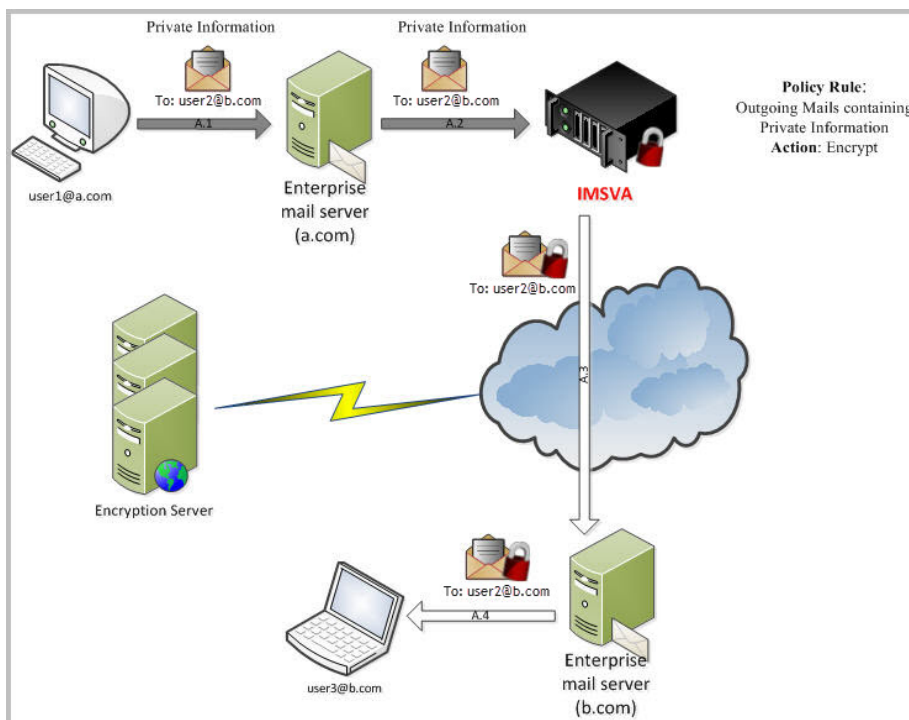 Private Information
Private Information
To: user2@b.com
To: user2@b.com
A.1
A.2
Policy Rule:
Outgoing Mails containing
Private Information
Action: Encrypt
user1@a.com
Enterprise
mail server
(a.com)
IMSVA
To: user2@b.com
A.3
Encryption Server
To: user2@b.com
A.4
user3@b.com
Enterprise
mail server
(b.com)